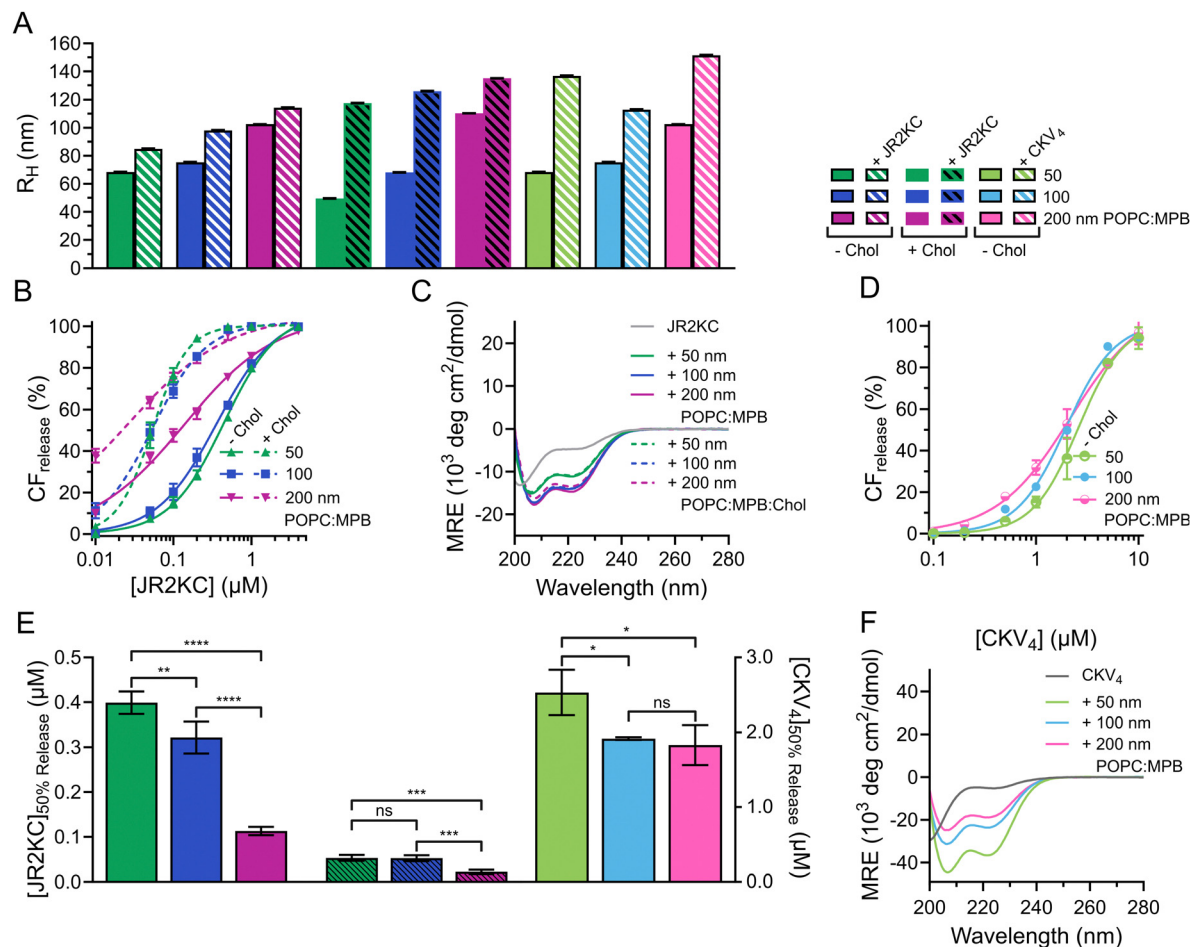 A
R_H (nm)
160
140
120
100
80
60
40
20
0
+ JR2KC
+ JR2KC
+ CKV₄
50
100
200 nm POPC:MPB
- Chol
+ Chol
- Chol
B
CF_release (%)
100
80
60
40
20
0
0.01
0.1
1
[JR2KC] (µM)
- Chol
+ Chol
50
100
200 nm
POPC:MPB
C
MRE (10³ deg cm²/dmol)
20
10
0
-10
-20
200
220
240
260
280
Wavelength (nm)
JR2KC
+ 50 nm
+ 100 nm
+ 200 nm
POPC:MPB
+ 50 nm
+ 100 nm
+ 200 nm
POPC:MPB:Chol
D
CF_release (%)
100
80
60
40
20
0
0.1
1
10
- Chol
50
100
200 nm
POPC:MPB
[CKV₄] (µM)
E
[JR2KC]50% Release (µM)
0.5
0.4
0.3
0.2
0.1
0.0
****
**
****
***
ns
***
*
*
ns
3.0
2.0
1.0
0.0
[CKV₄]50% Release (µM)
F
MRE (10³ deg cm²/dmol)
40
20
0
-20
-40
200
220
240
260
280
Wavelength (nm)
CKV₄
+ 50 nm
+ 100 nm
+ 200 nm
POPC:MPB